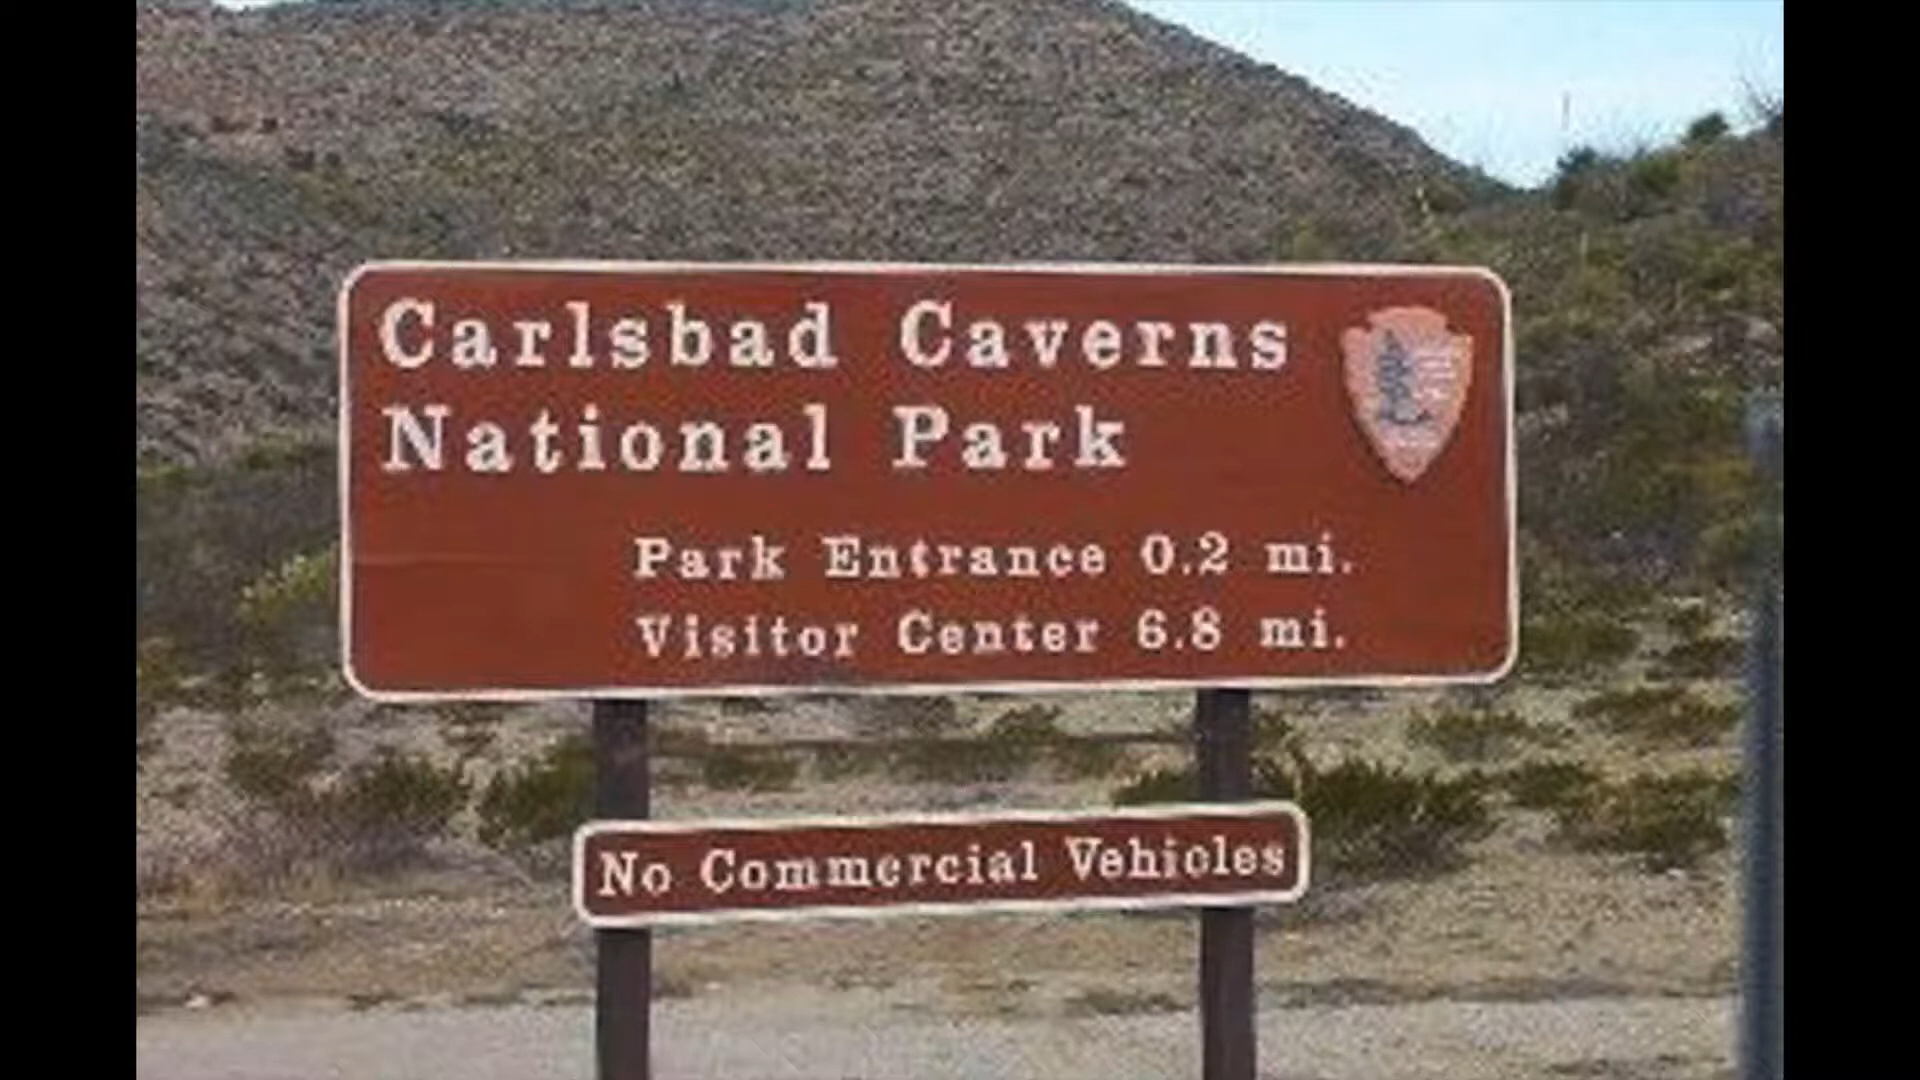 Carlsbad Caverns
National Park
Park Entrance 0.2 mi.
Visitor Center 6.8 mi.
No Commercial Vehicles